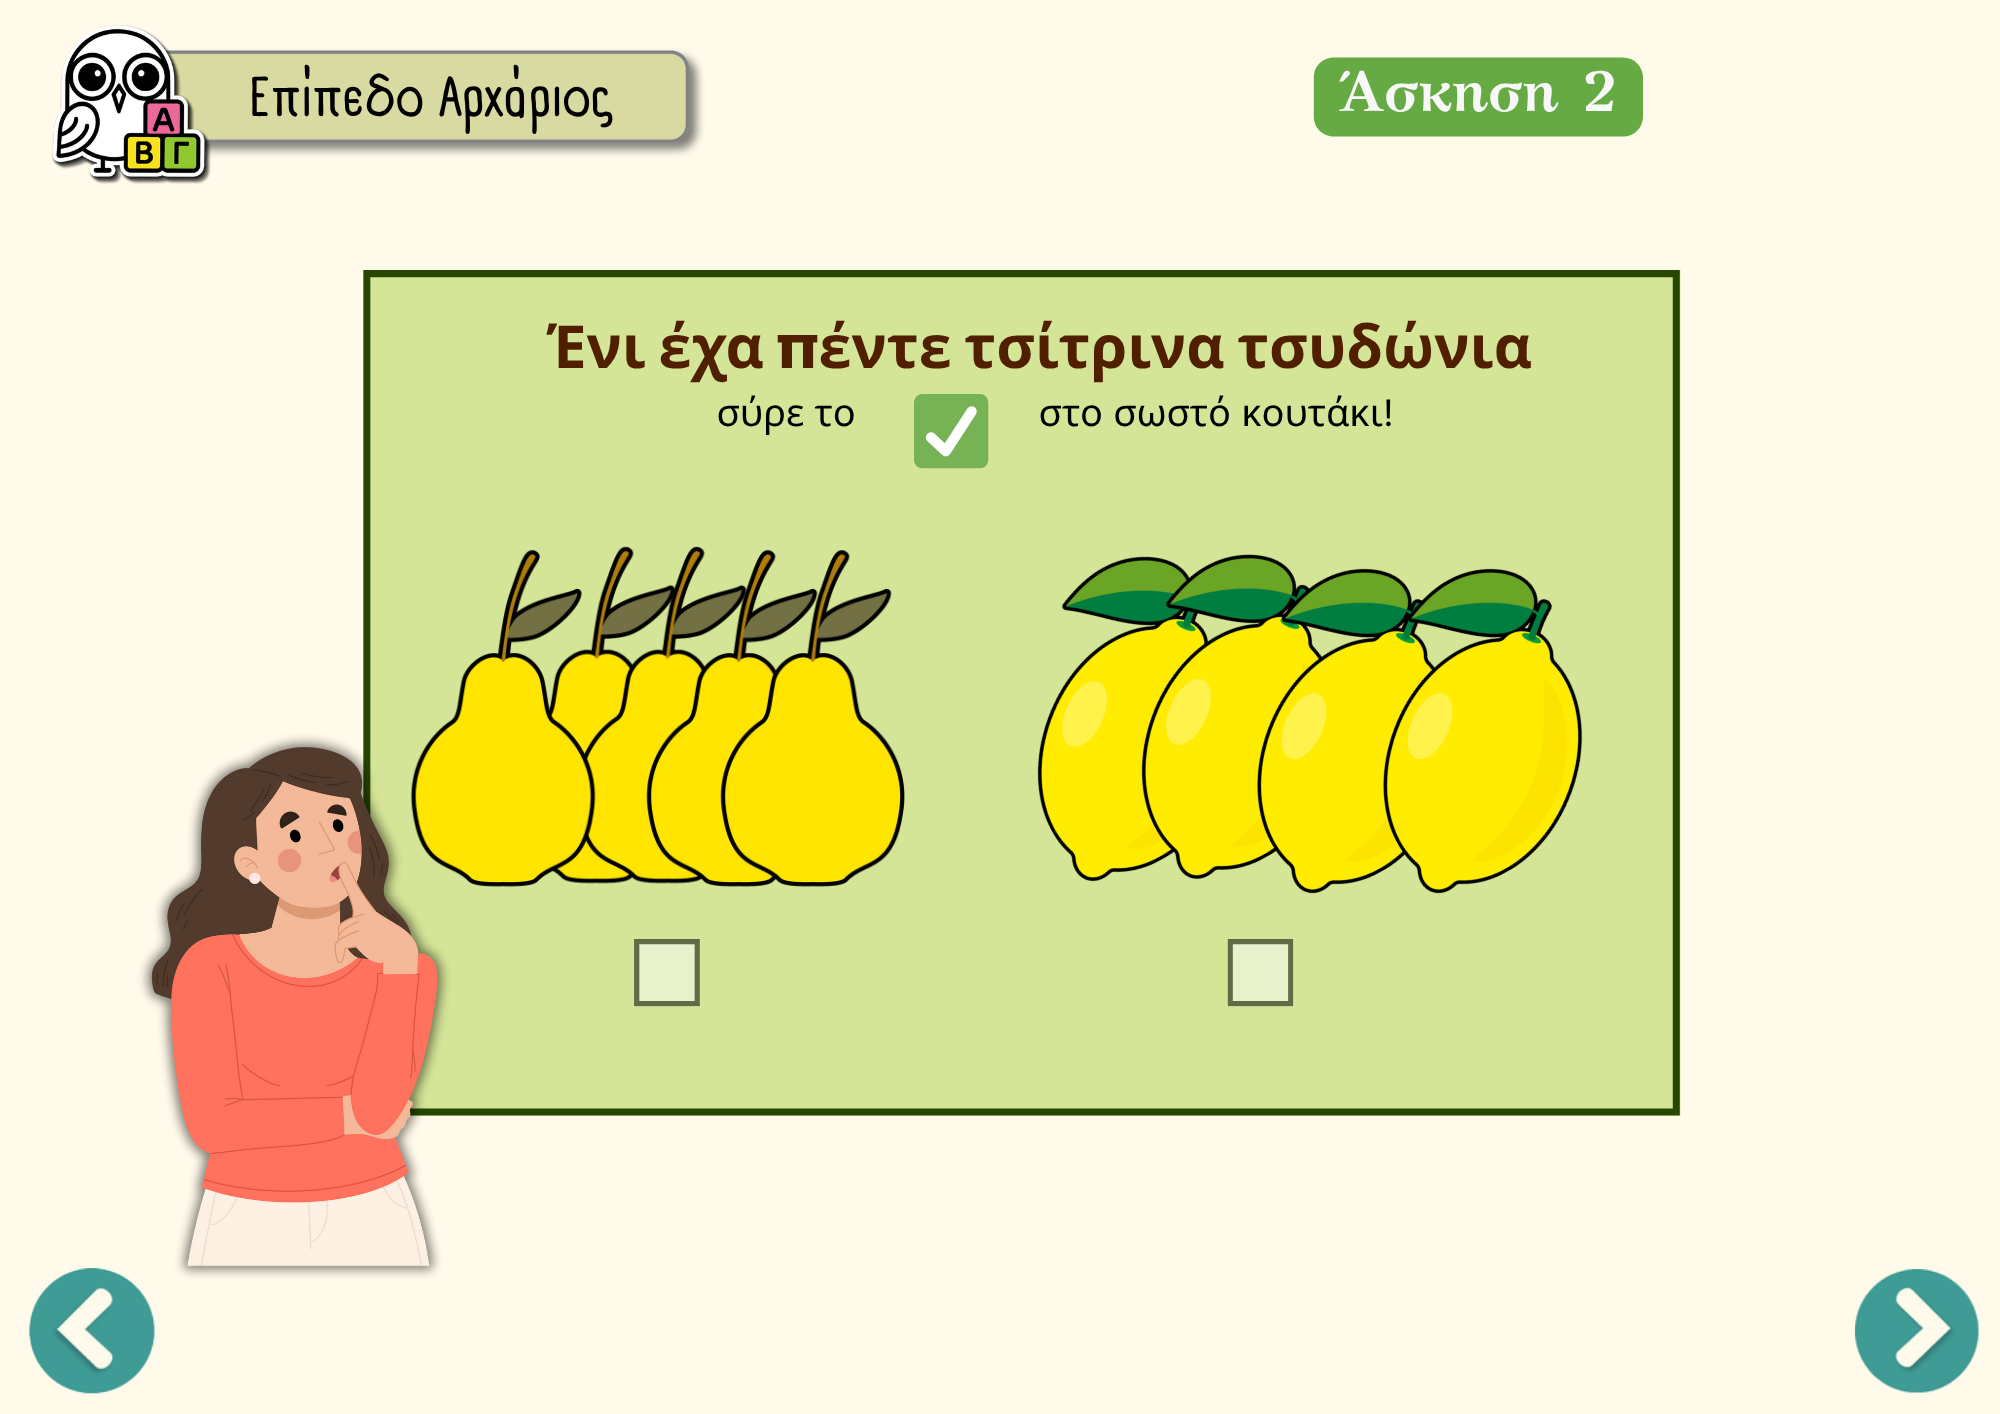 Επίπεδο Αρχάριος
Άσκηση 2
Α
Β Γ
Ένι έχα πέντε τσίτρινα τσυδώνια
σύρε το ✅ στο σωστό κουτάκι!